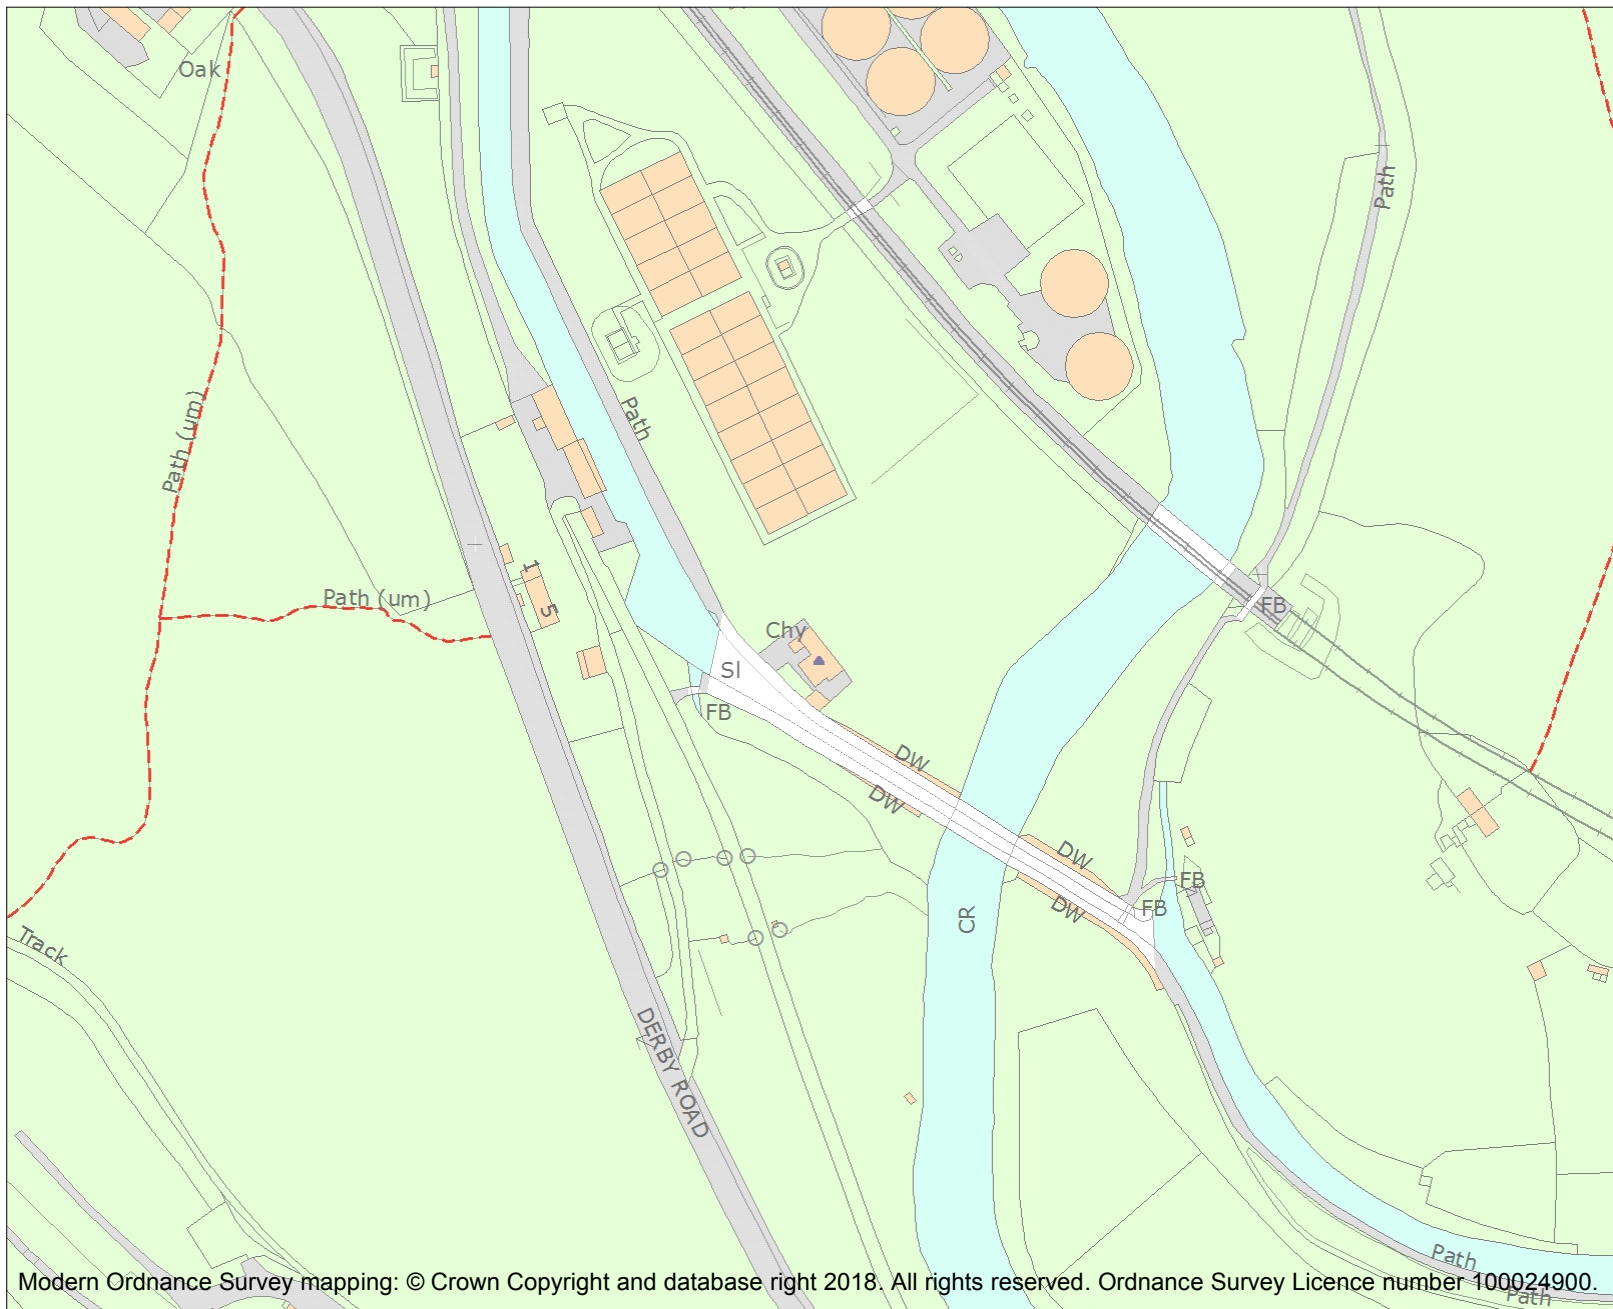 Oak
Path
Path (um)
Path
Path (um)
1
5
FB
Chy
Sl
FB
DW
DW
DW
DW
FB
FB
CR
Track
DERBY ROAD
Path
Path
Modern Ordnance Survey mapping: © Crown Copyright and database right 2018. All rights reserved. Ordnance Survey Licence number 100024900.